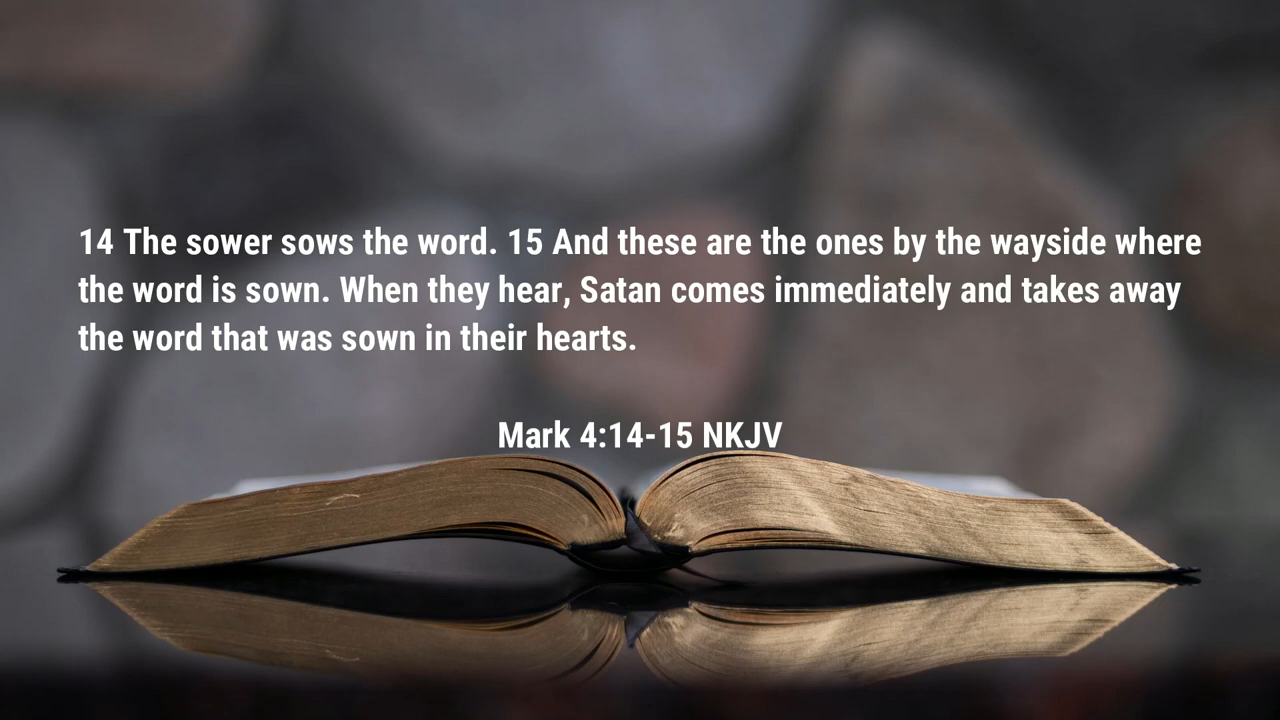 14 The sower sows the word. 15 And these are the ones by the wayside where
the word is sown. When they hear, Satan comes immediately and takes away
the word that was sown in their hearts.
Mark 4:14-15 NKJV